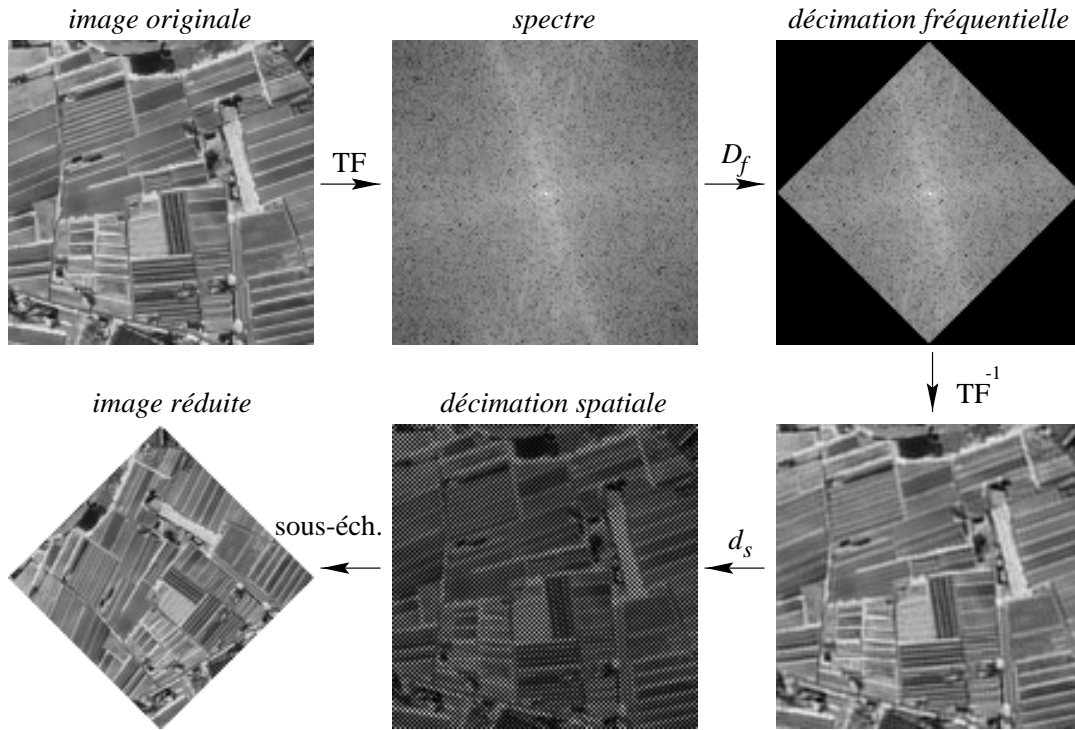 image originale
spectre
décimation fréquentielle
TF
D_f
TF^-1
image réduite
décimation spatiale
sous-éch.
d_s